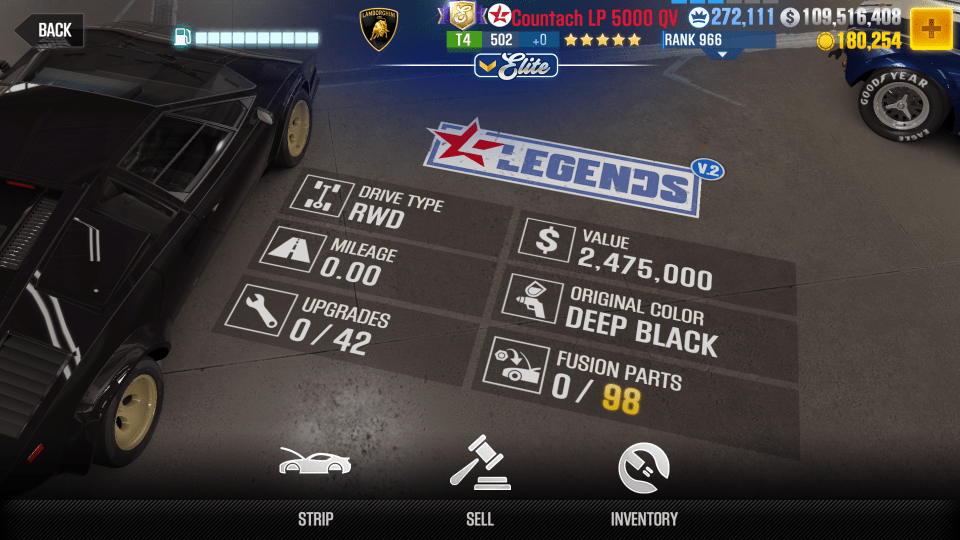 BACK
LAMBORGHINI
Countach LP 5000 QV
272,111
$ 109,516,408
T4 502 +0
RANK 966
180,254
Elite
GOODYEAR
EAGLE
LEGENDS V.2
DRIVE TYPE
RWD
MILEAGE
0.00
UPGRADES
0 / 42
$ VALUE
2,475,000
ORIGINAL COLOR
DEEP BLACK
FUSION PARTS
0 / 98
STRIP
SELL
INVENTORY